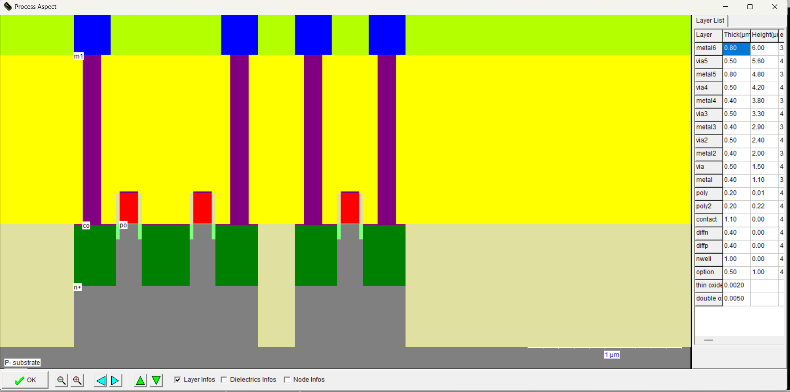 Process Aspect
Layer List
Layer Thick(µm Height(µ e
metal6 0.80 6.00 3
via5 0.50 5.60 4
metal5 0.80 4.80 3
via4 0.50 4.20 4
metal4 0.40 3.80 3
via3 0.50 3.30 4
metal3 0.40 2.90 3
via2 0.50 2.40 4
metal2 0.40 2.00 3
via 0.50 1.50 4
metal 0.40 1.10 3
poly 0.20 0.01 4
poly2 0.20 0.22 4
contact 1.10 0.00 4
diffn 0.40 0.00 4
diffp 0.40 0.00 4
nwell 1.00 0.00 4
option 0.50 1.00 4
thin oxide 0.0020
double o 0.0050
m1
co
po
n+
1 µm
P- substrate
OK
Layer infos
Dielectrics infos
Node infos